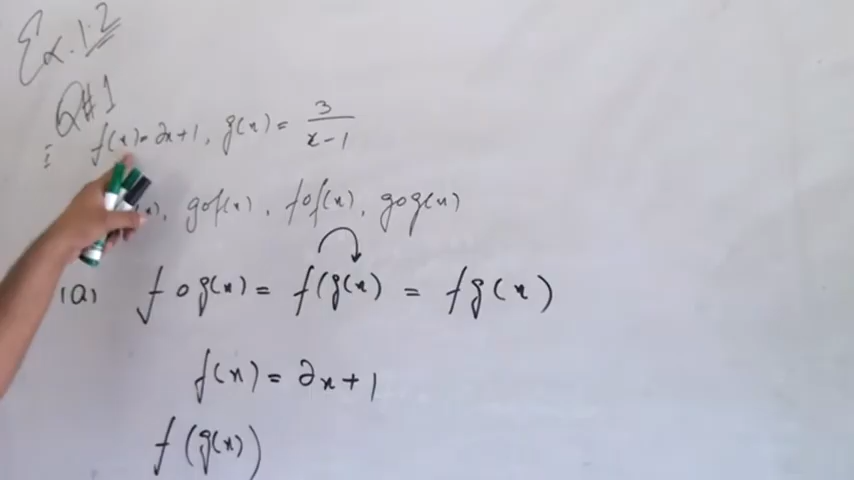 Ex. 1.2
Q#1
i f(x) = 2x+1, g(x) = 3/(x-1)
(x), gof(x), fof(x), gog(x)
(a) fog(x) = f(g(x)) = fg(x)
f(x) = 2x+1
f(g(x))